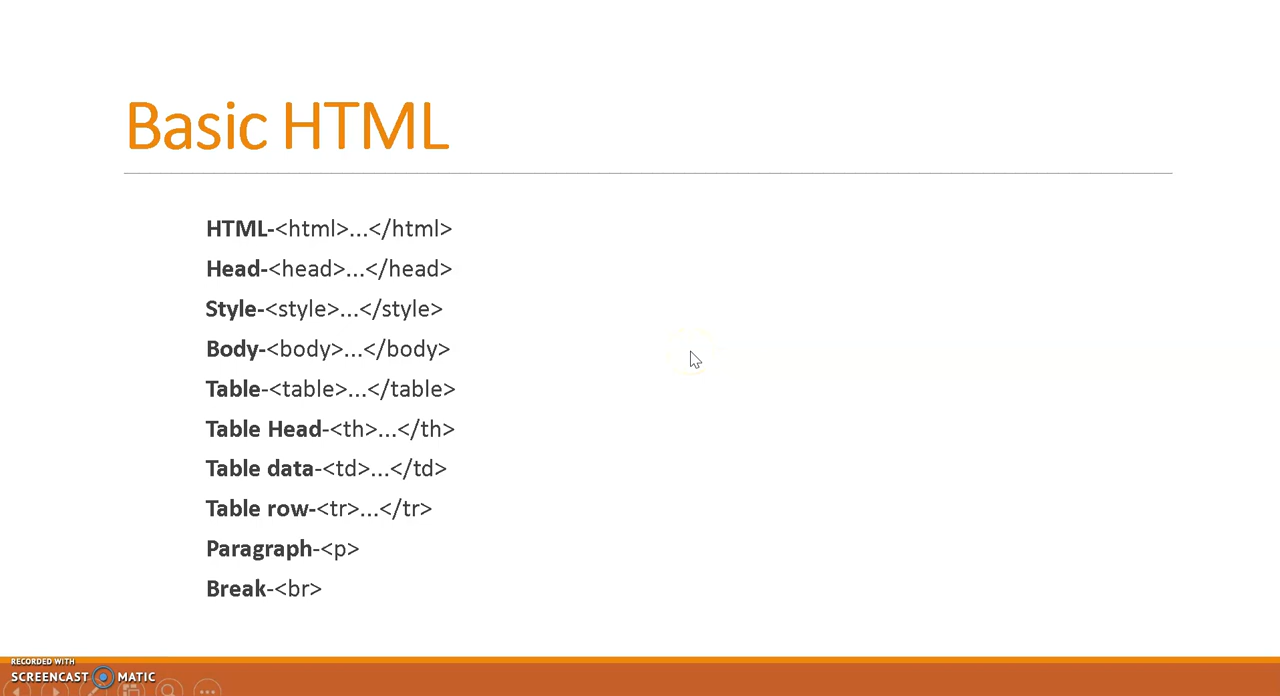 Basic HTML
HTML-<html>...</html>
Head-<head>...</head>
Style-<style>...</style>
Body-<body>...</body>
Table-<table>...</table>
Table Head-<th>...</th>
Table data-<td>...</td>
Table row-<tr>...</tr>
Paragraph-<p>
Break-<br>
RECORDED WITH
SCREENCAST MATIC